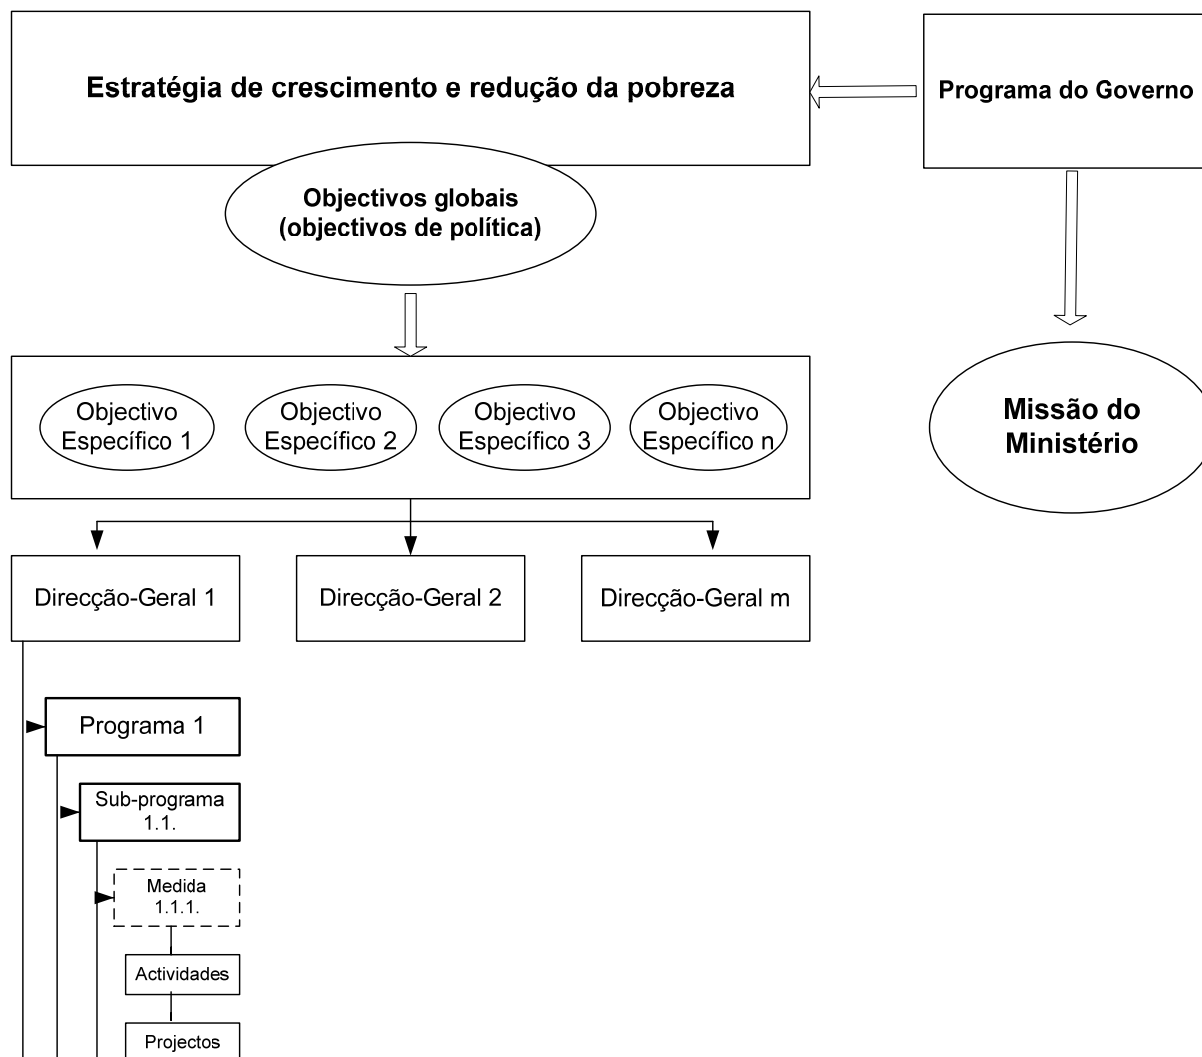 Estratégia de crescimento e redução da pobreza
Programa do Governo
Objectivos globais
(objectivos de política)
Objectivo
Específico 1
Objectivo
Específico 2
Objectivo
Específico 3
Objectivo
Específico n
Missão do
Ministério
Direcção-Geral 1
Direcção-Geral 2
Direcção-Geral m
Programa 1
Sub-programa
1.1.
Medida
1.1.1.
Actividades
Projectos